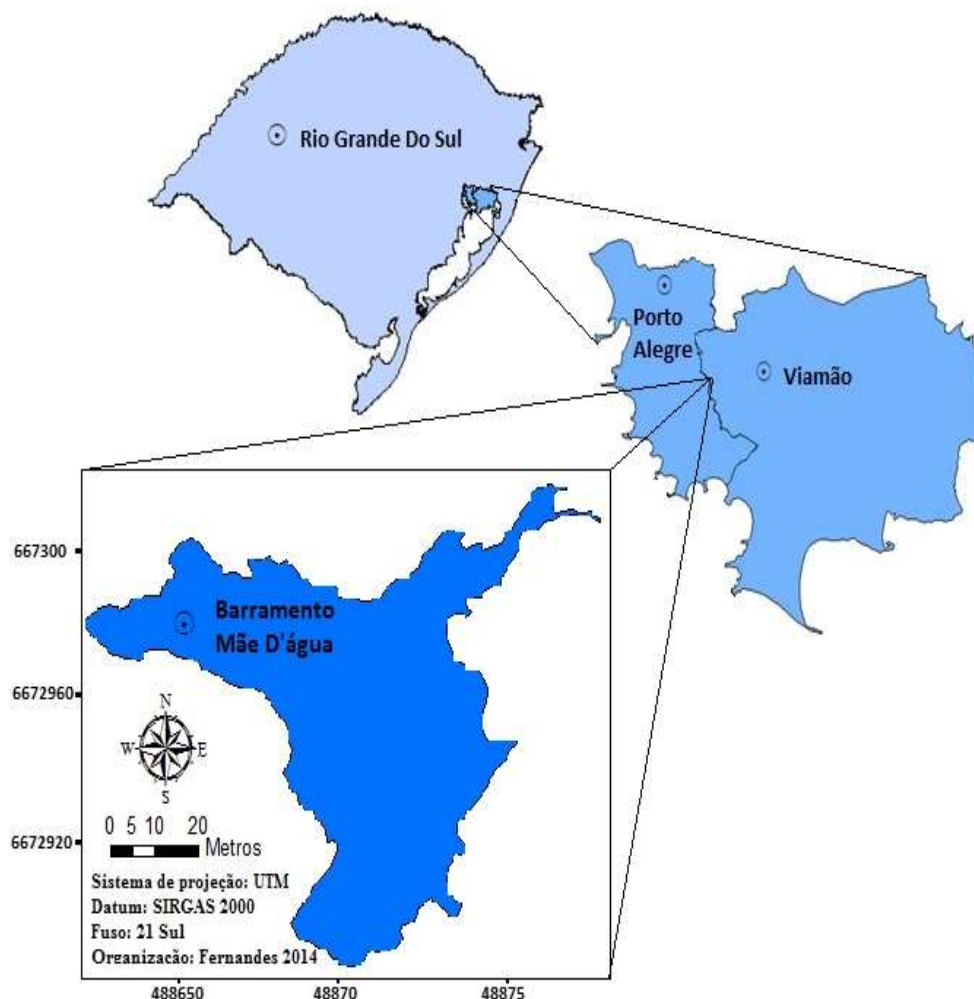 Rio Grande Do Sul
Porto
Alegre
Viamão
667300
Barramento
Mãe D'água
6672960
N
W
E
S
0 5 10 20
Metros
6672920
Sistema de projeção: UTM
Datum: SIRGAS 2000
Fuso: 21 Sul
Organização: Fernandes 2014
488650
48870
48875